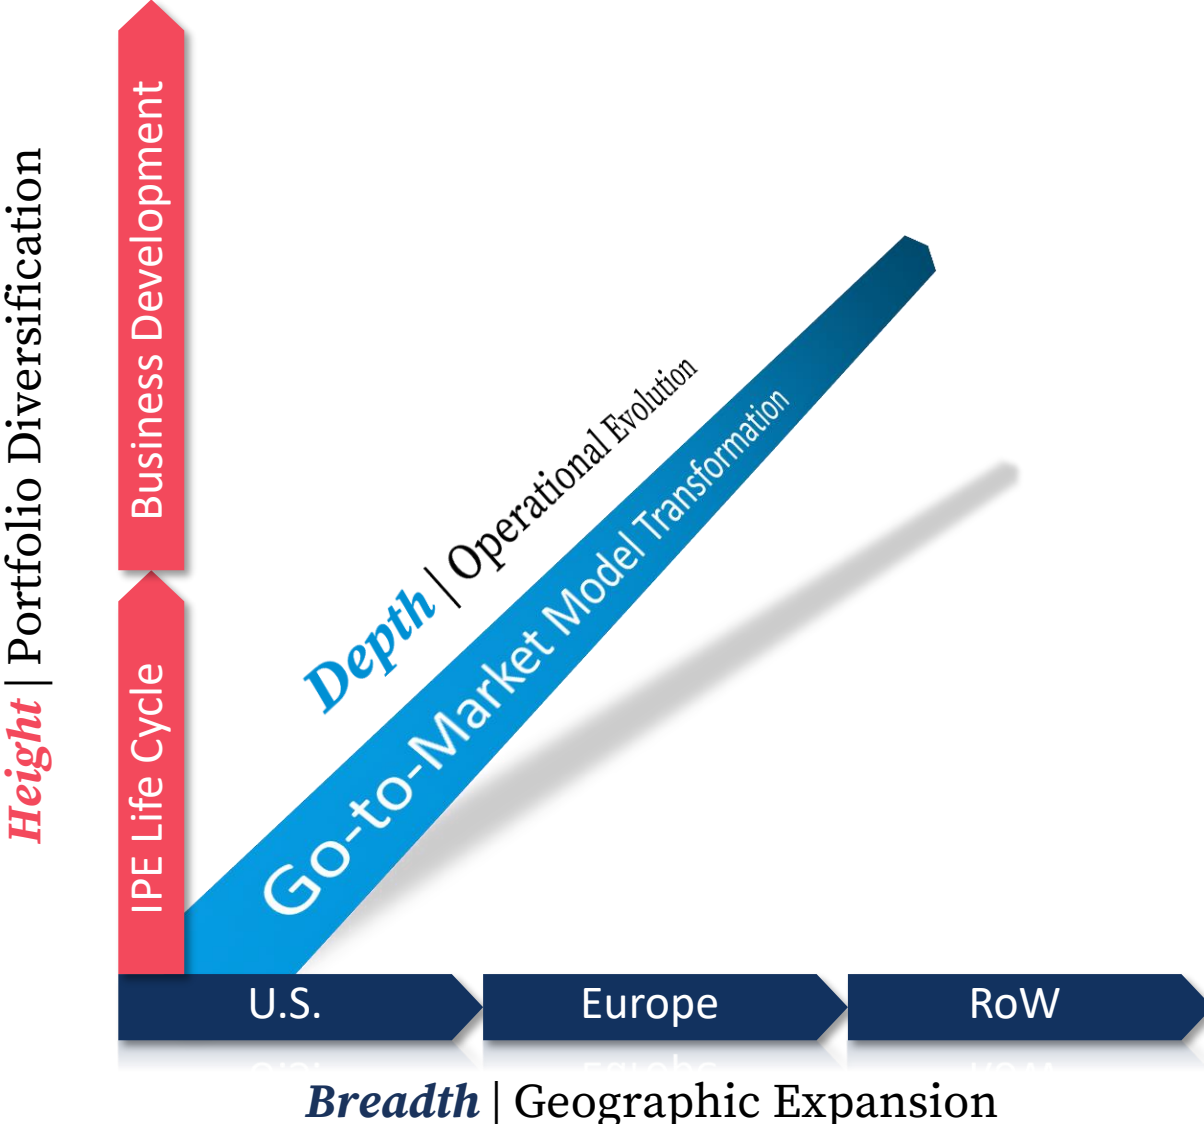 Height | Portfolio Diversification
Business Development
IPE Life Cycle
Depth | Operational Evolution
Go-to-Market Model Transformation
U.S.
Europe
RoW
Breadth | Geographic Expansion